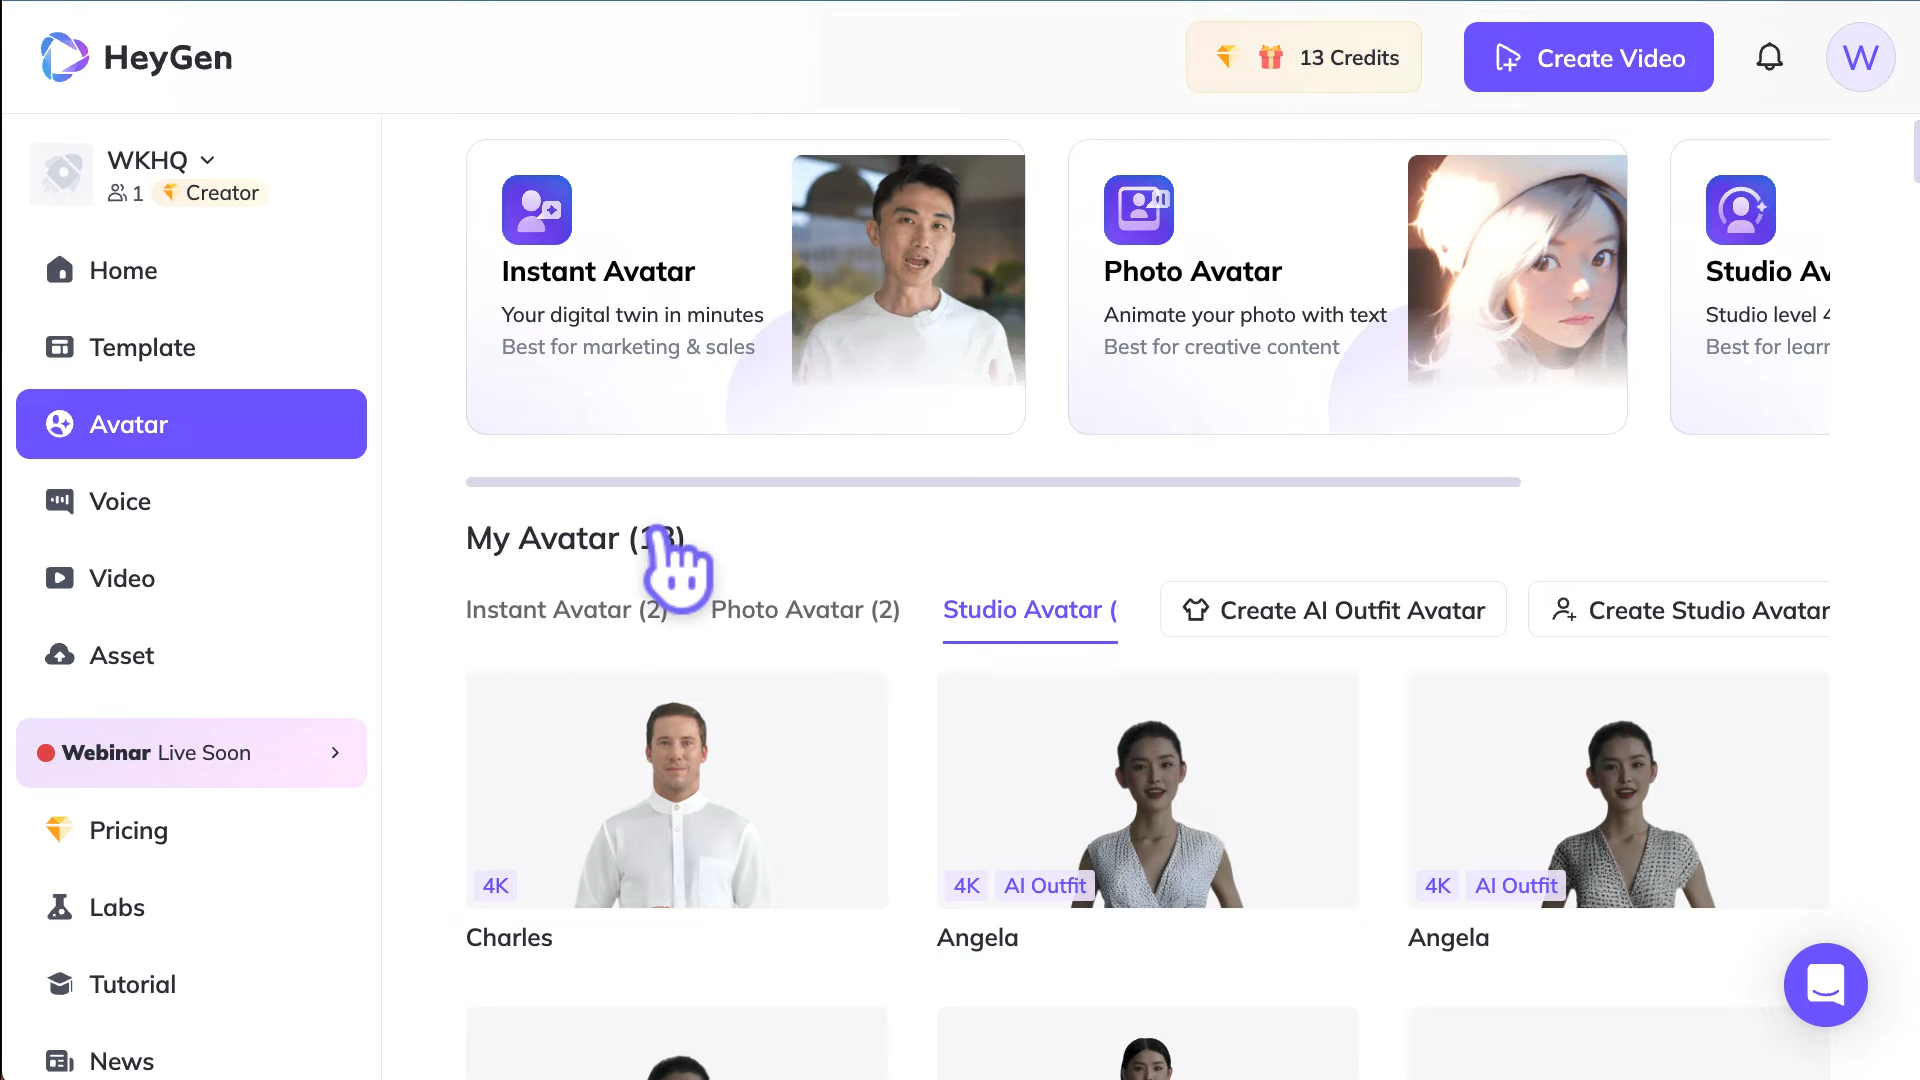 HeyGen
13 Credits
Create Video
W
WKHQ
1
Creator
Home
Template
Avatar
Voice
Video
Asset
Webinar Live Soon
Pricing
Labs
Tutorial
News
Instant Avatar
Your digital twin in minutes
Best for marketing & sales
Photo Avatar
Animate your photo with text
Best for creative content
Studio Av
Studio level 4
Best for learn
My Avatar
Instant Avatar (2)
Photo Avatar (2)
Studio Avatar (
Create AI Outfit Avatar
Create Studio Avatar
4K
Charles
4K
AI Outfit
Angela
4K
AI Outfit
Angela